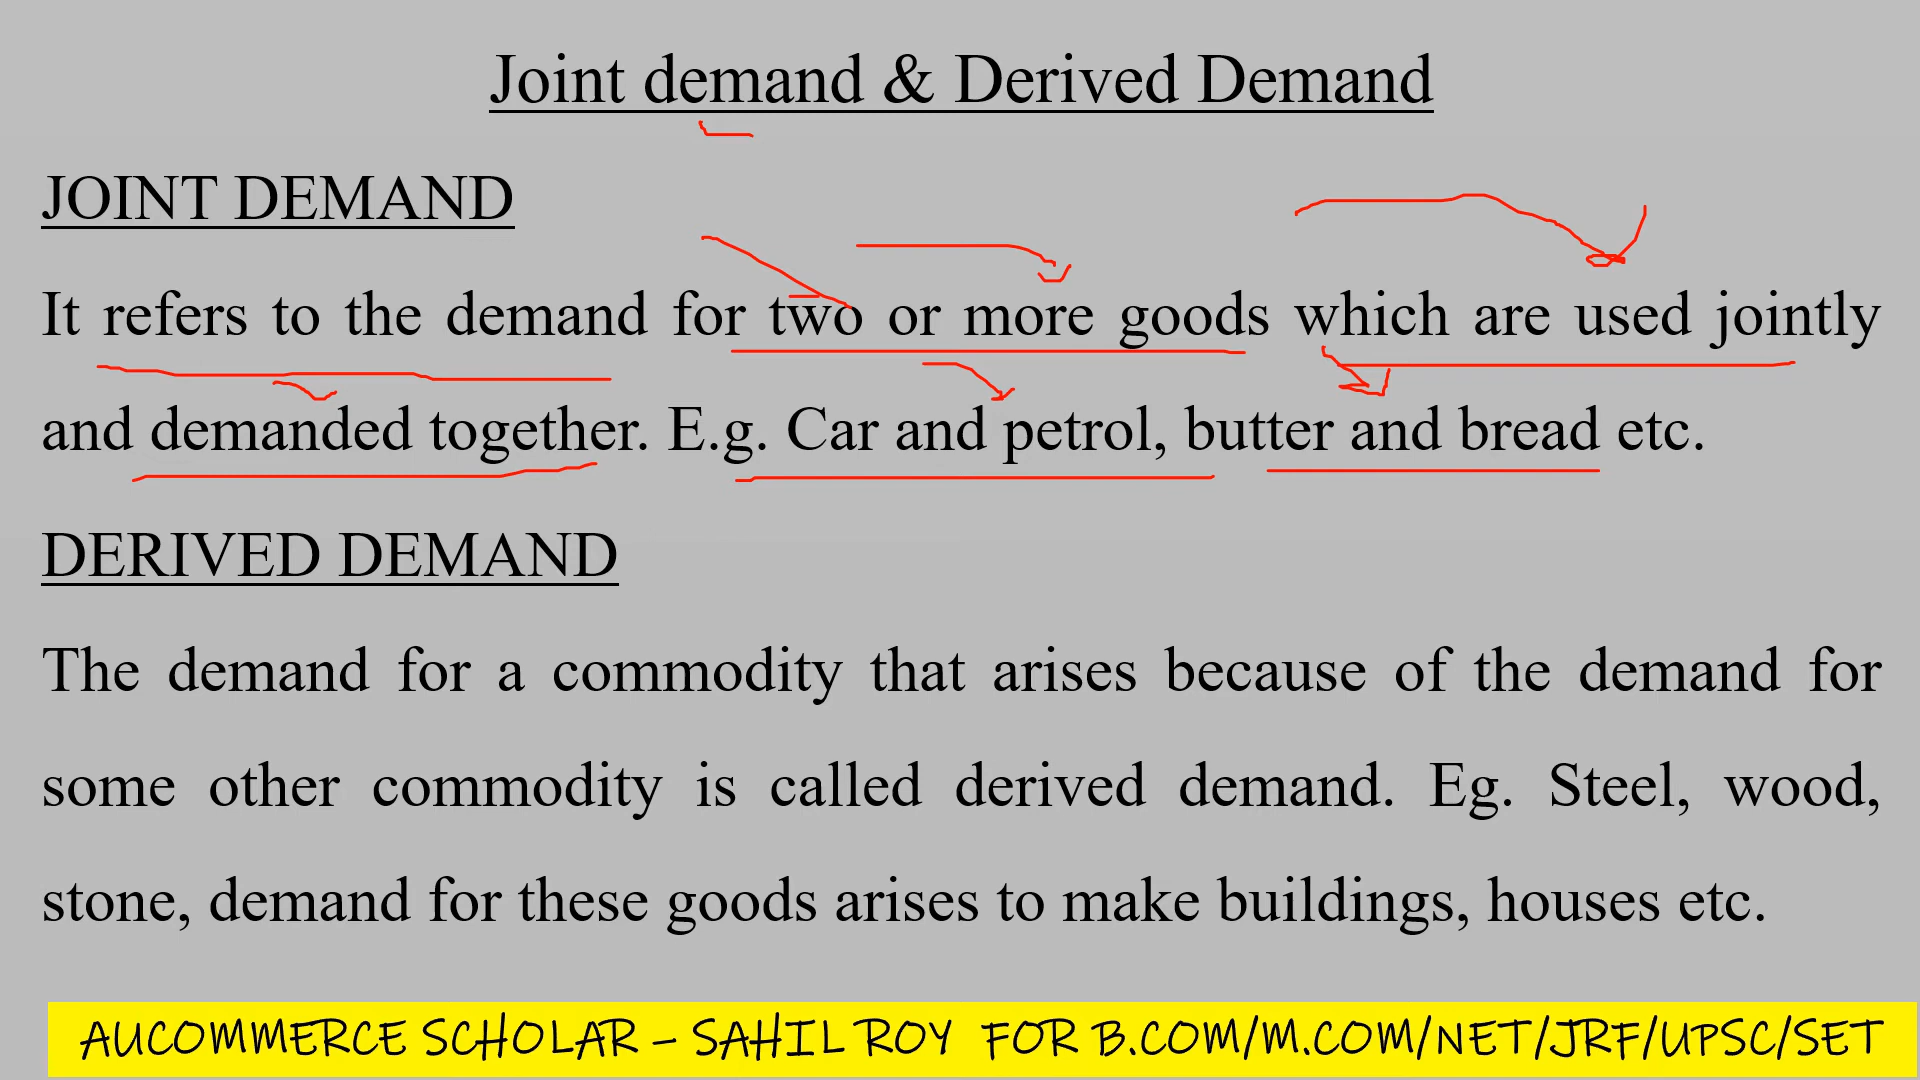 Joint demand & Derived Demand
JOINT DEMAND
It refers to the demand for two or more goods which are used jointly
and demanded together. E.g. Car and petrol, butter and bread etc.
DERIVED DEMAND
The demand for a commodity that arises because of the demand for
some other commodity is called derived demand. Eg. Steel, wood,
stone, demand for these goods arises to make buildings, houses etc.
AUCOMMERCE SCHOLAR – SAHIL ROY FOR B.COM/M.COM/NET/JRF/UPSC/SET